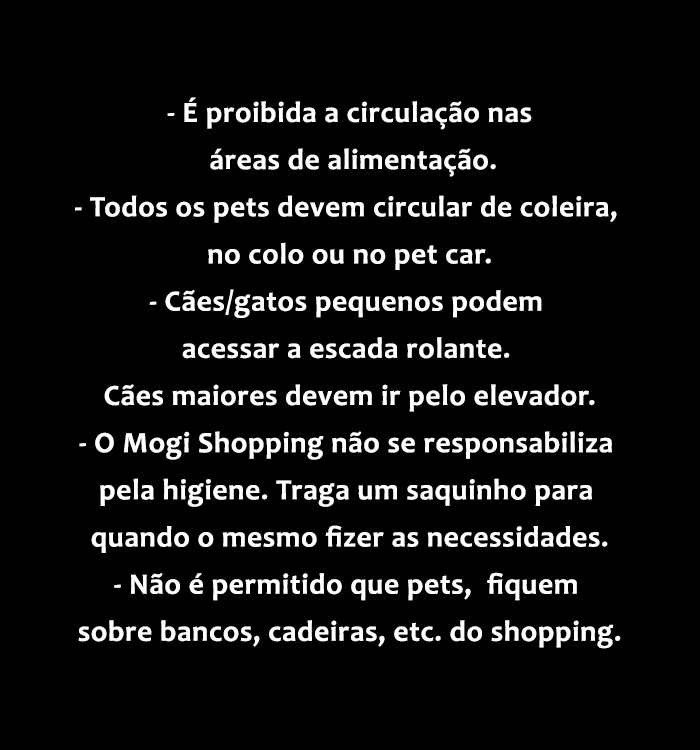 - É proibida a circulação nas
áreas de alimentação.
- Todos os pets devem circular de coleira,
no colo ou no pet car.
- Cães/gatos pequenos podem
acessar a escada rolante.
Cães maiores devem ir pelo elevador.
- O Mogi Shopping não se responsabiliza
pela higiene. Traga um saquinho para
quando o mesmo fizer as necessidades.
- Não é permitido que pets,  fiquem
sobre bancos, cadeiras, etc. do shopping.